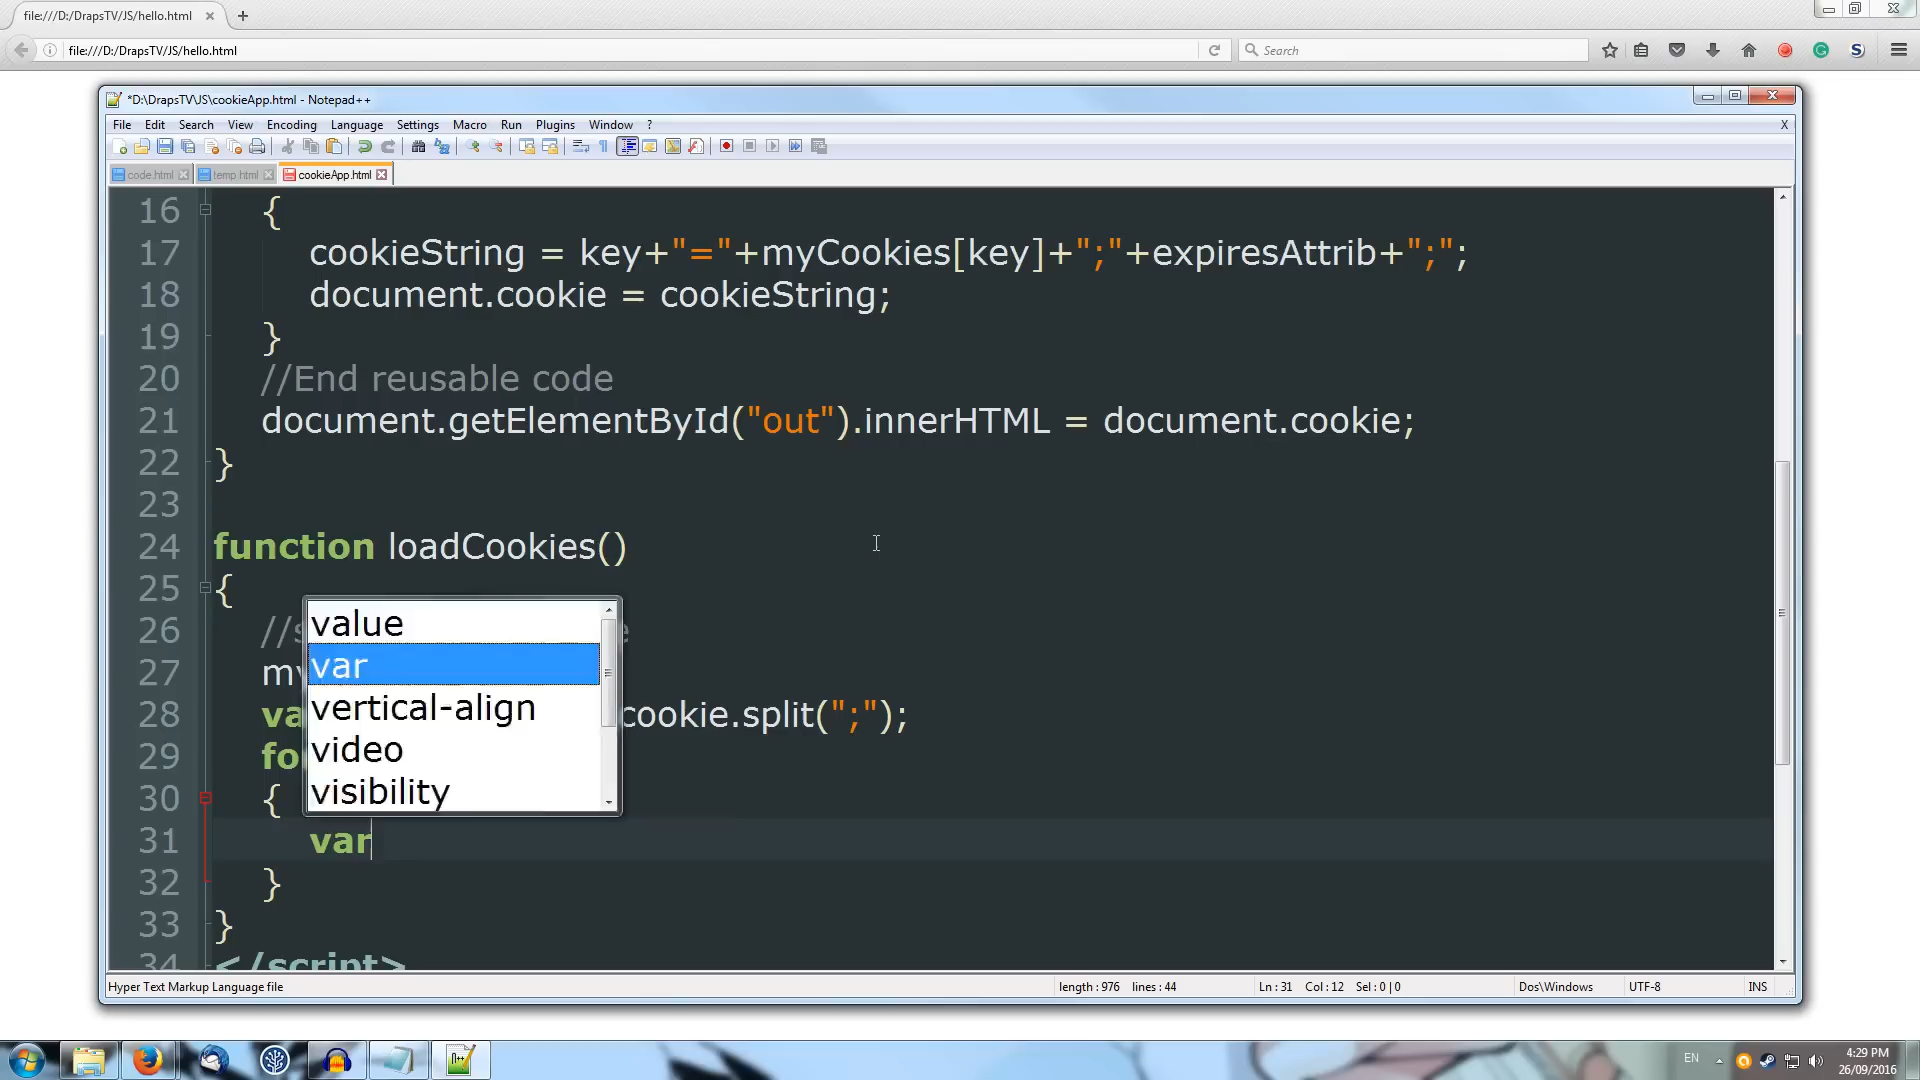 file:///D:/DrapsTV/JS/hello.html
file:///D:/DrapsTV/JS/hello.html
Search
*D:\DrapsTV\JS\cookieApp.html - Notepad++
File Edit Search View Encoding Language Settings Macro Run Plugins Window ?
X
code.html temp.html cookieApp.html
16 {
17 cookieString = key+"="+myCookies[key]+";"+expiresAttrib+";";
18 document.cookie = cookieString;
19 }
20 //End reusable code
21 document.getElementById("out").innerHTML = document.cookie;
22 }
23
24 function loadCookies()
25 {
26 //
27 my
28 va cookie.split(";");
29 fo
30 {
31 var
32 }
33 }
34 </script>
value
var
vertical-align
video
visibility
Hyper Text Markup Language file length : 976 lines : 44 Ln : 31 Col : 12 Sel : 0 | 0 Dos\Windows UTF-8 INS
EN
4:29 PM
26/09/2016